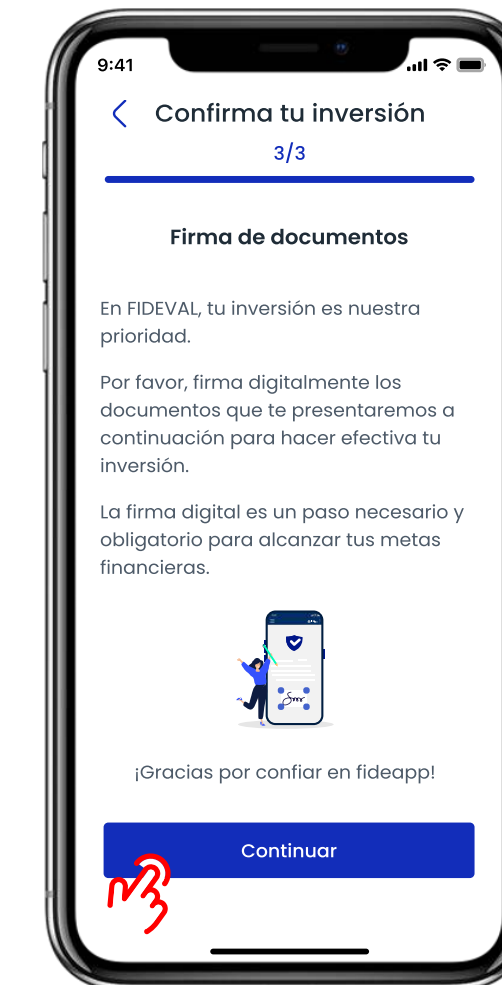 9:41
Confirma tu inversión
3/3
Firma de documentos
En FIDEVAL, tu inversión es nuestra
prioridad.
Por favor, firma digitalmente los
documentos que te presentaremos a
continuación para hacer efectiva tu
inversión.
La firma digital es un paso necesario y
obligatorio para alcanzar tus metas
financieras.
¡Gracias por confiar en fideapp!
Continuar